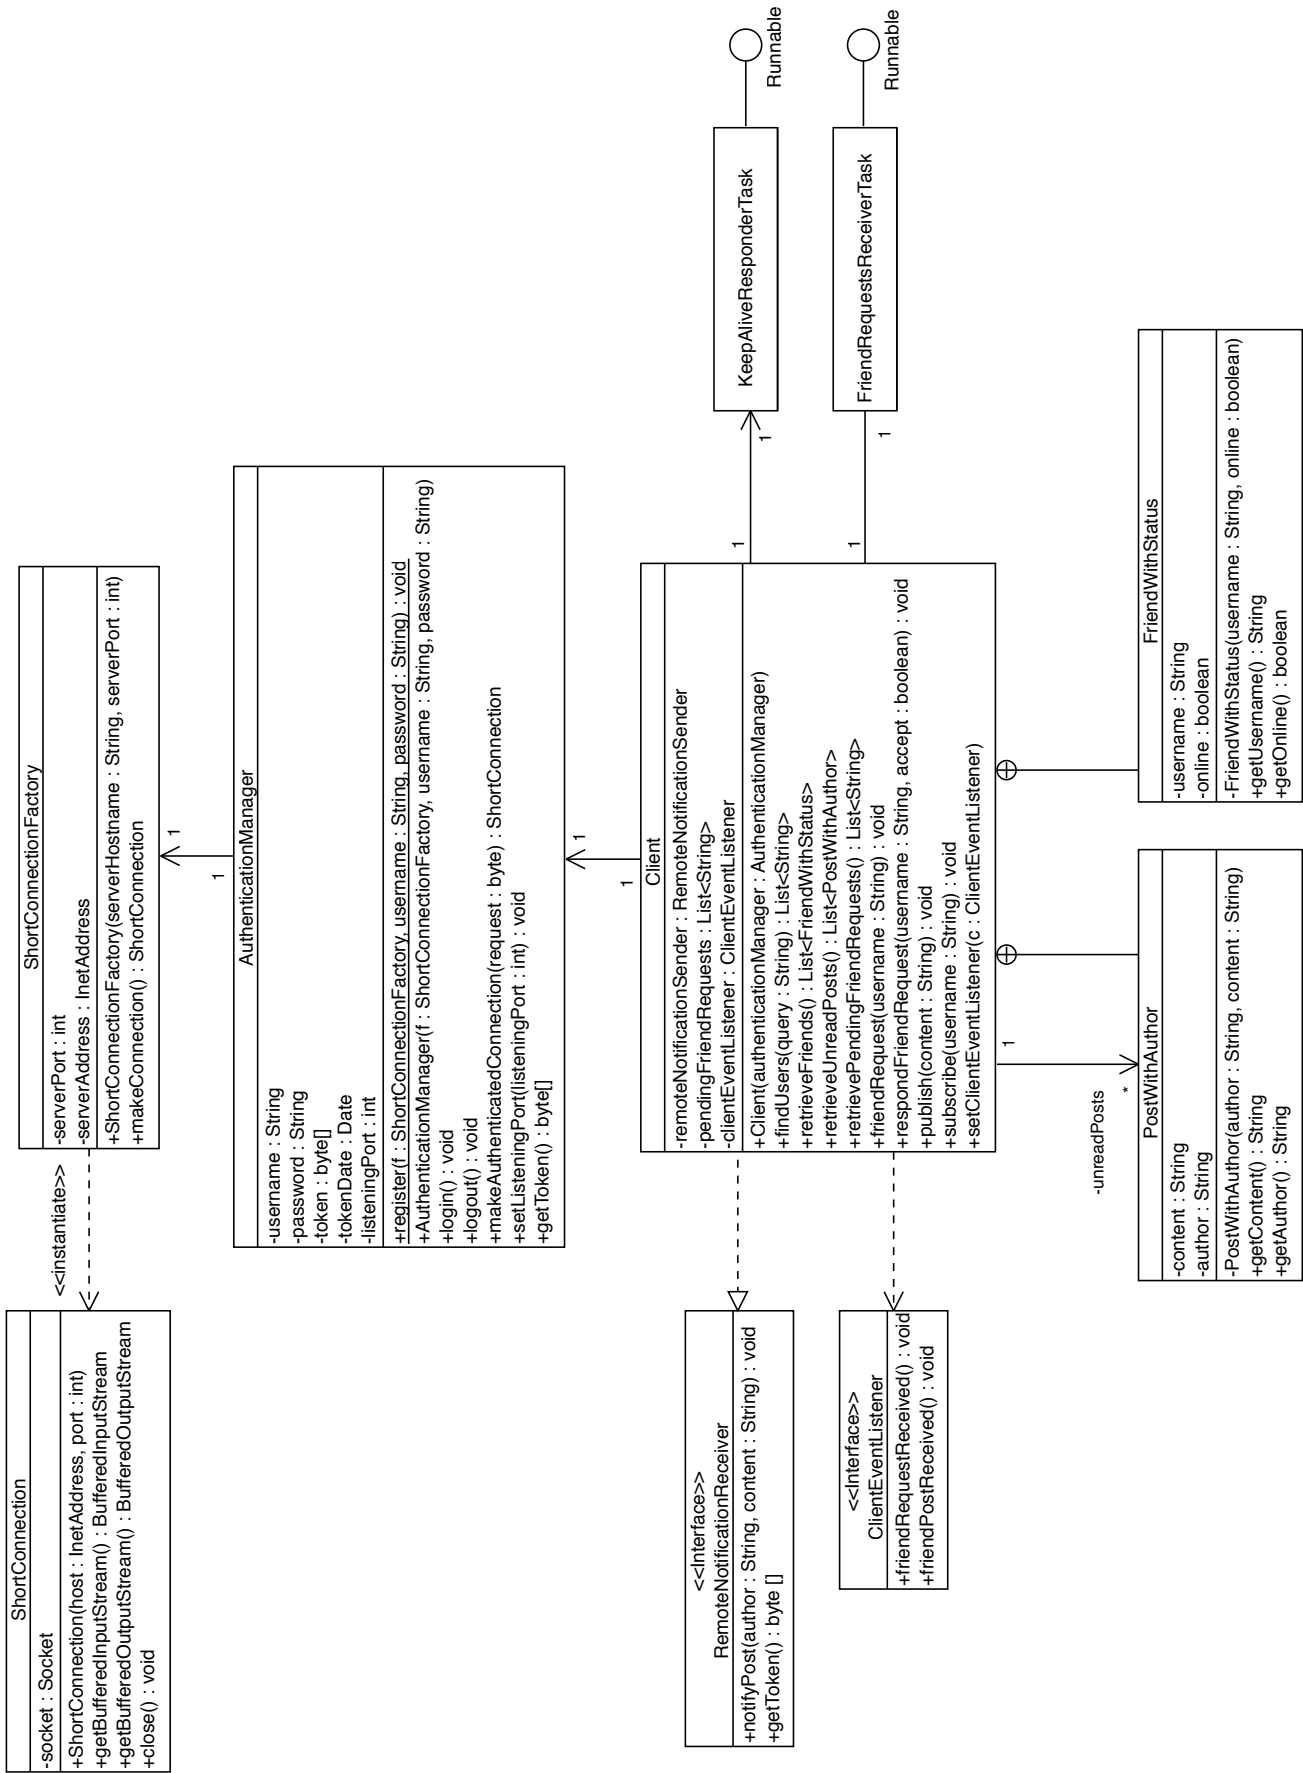 ShortConnection
-socket : Socket
+ShortConnection(host : InetAddress, port : int)
+getBufferedInputStream() : BufferedInputStream
+getBufferedOutputStream() : BufferedOutputStream
+close() : void
<<instantiate>>
ShortConnectionFactory
-serverPort : int
-serverAddress : InetAddress
+ShortConnectionFactory(serverHostname : String, serverPort : int)
+makeConnection() : ShortConnection
1
1
AuthenticationManager
-username : String
-password : String
-token : byte[]
-tokenDate : Date
-listeningPort : int
+register(f : ShortConnectionFactory, username : String, password : String) : void
+AuthenticationManager(f : ShortConnectionFactory, username : String, password : String)
+login() : void
+logout() : void
+makeAuthenticatedConnection(request : byte) : ShortConnection
+setListeningPort(listeningPort : int) : void
+getToken() : byte[]
1
1
<<Interface>>
RemoteNotificationReceiver
+notifyPost(author : String, content : String) : void
+getToken() : byte []
<<Interface>>
ClientEventListener
+friendRequestReceived() : void
+friendPostReceived() : void
Client
-remoteNotificationSender : RemoteNotificationSender
-pendingFriendRequests : List<String>
-clientEventListener : ClientEventListener
+Client(authenticationManager : AuthenticationManager)
+findUsers(query : String) : List<String>
+retrieveFriends() : List<FriendWithStatus>
+retrieveUnreadPosts() : List<PostWithAuthor>
+retrievePendingFriendRequests() : List<String>
+friendRequest(username : String) : void
+respondFriendRequest(username : String, accept : boolean) : void
+publish(content : String) : void
+subscribe(username : String) : void
+setClientEventListener(c : ClientEventListener)
1
1
KeepAliveResponderTask
Runnable
1
1
FriendRequestsReceiverTask
Runnable
1
-unreadPosts
*
PostWithAuthor
-content : String
-author : String
-PostWithAuthor(author : String, content : String)
+getContent() : String
+getAuthor() : String
FriendWithStatus
-username : String
-online : boolean
-FriendWithStatus(username : String, online : boolean)
+getUsername() : String
+getOnline() : boolean